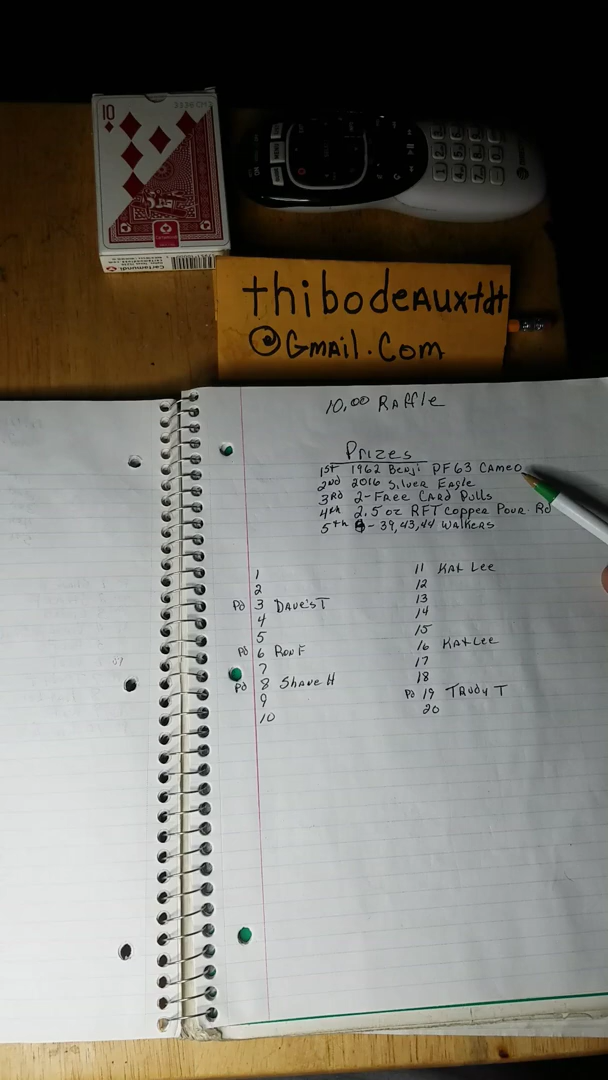 10
thibodeauxtdt
@Gmail.com
Cartamundi
10,00 Raffle
Prizes
1st 1962 Benji PF63 Cameo
2nd 2016 Silver Eagle
3rd 2-Free Card Pulls
4th 2.5 oz RFT Copper Pour. Rd
5th - 39,43,44 Walkers
1
2
Pd 3 Dave's T
4
5
Pd 6 Ron F
7
Pd 8 Shane H
9
10
11 Kat Lee
12
13
14
15
16 Kat Lee
17
18
Pd 19 Trudy T
20